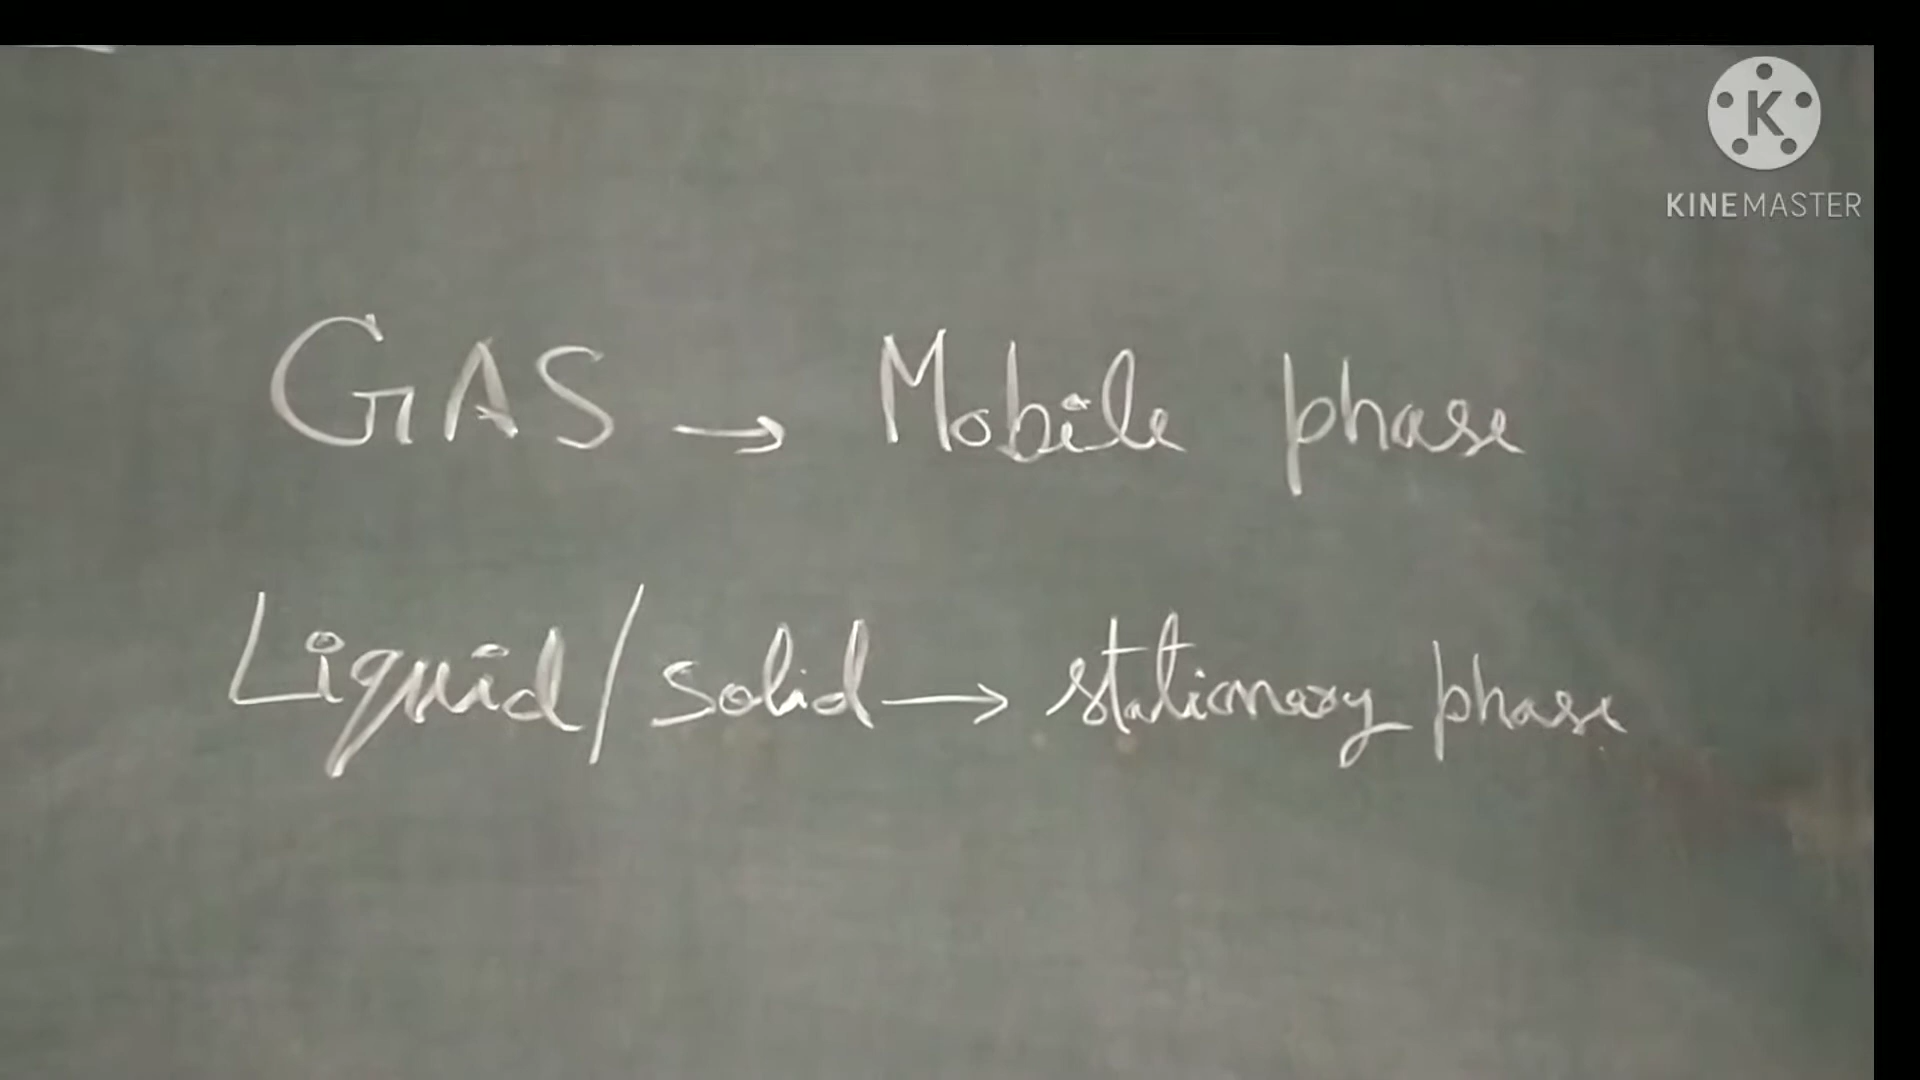 KINEMASTER
GAS → Mobile phase
Liquid/solid → stationary phase